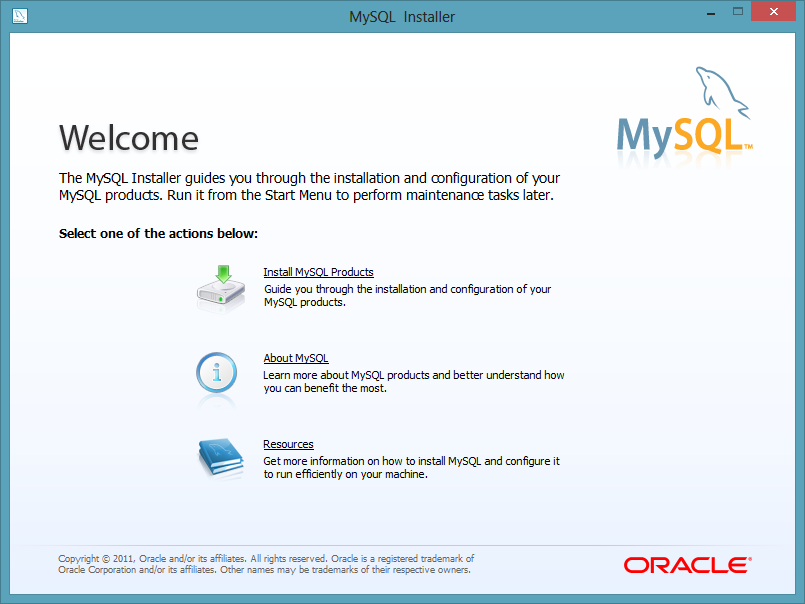 MySQL Installer
MySQL™
Welcome
The MySQL Installer guides you through the installation and configuration of your
MySQL products. Run it from the Start Menu to perform maintenance tasks later.
Select one of the actions below:
Install MySQL Products
Guide you through the installation and configuration of your
MySQL products.
About MySQL
Learn more about MySQL products and better understand how
you can benefit the most.
Resources
Get more information on how to install MySQL and configure it
to run efficiently on your machine.
Copyright © 2011, Oracle and/or its affiliates. All rights reserved. Oracle is a registered trademark of
Oracle Corporation and/or its affiliates. Other names may be trademarks of their respective owners.
ORACLE®